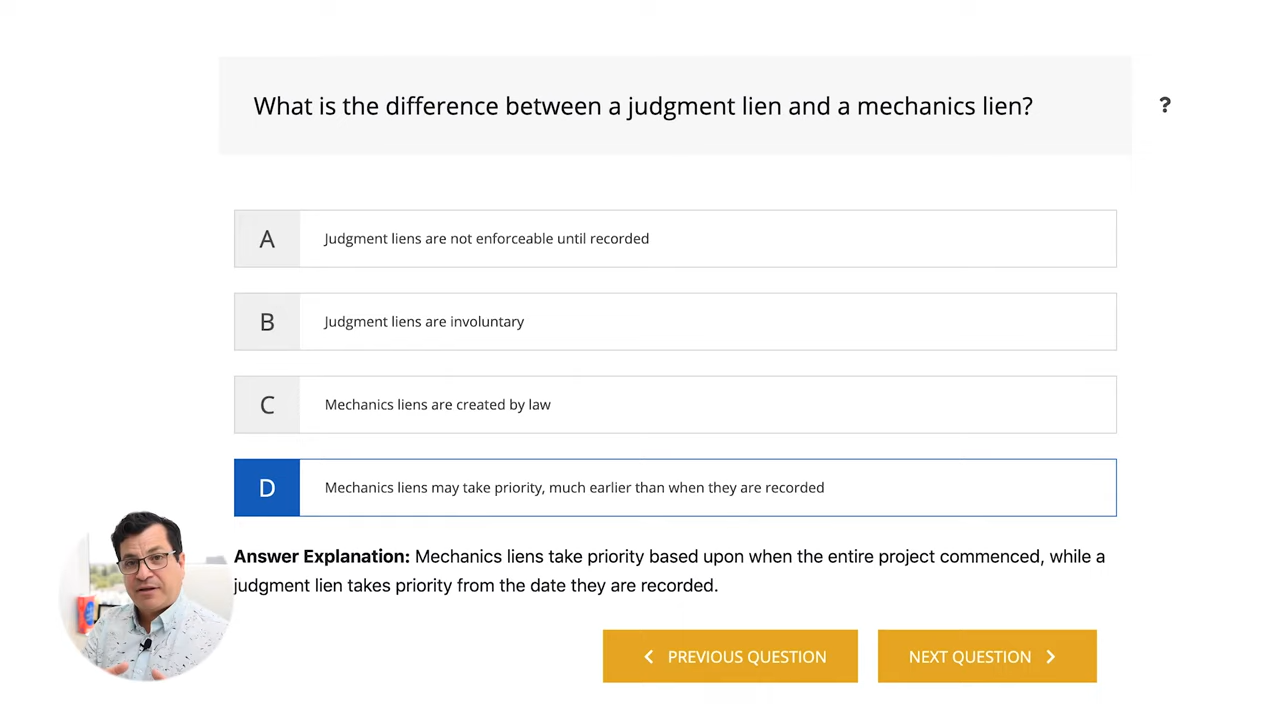 What is the difference between a judgment lien and a mechanics lien?
?
A Judgment liens are not enforceable until recorded
B Judgment liens are involuntary
C Mechanics liens are created by law
D Mechanics liens may take priority, much earlier than when they are recorded
Answer Explanation: Mechanics liens take priority based upon when the entire project commenced, while a
judgment lien takes priority from the date they are recorded.
PREVIOUS QUESTION NEXT QUESTION